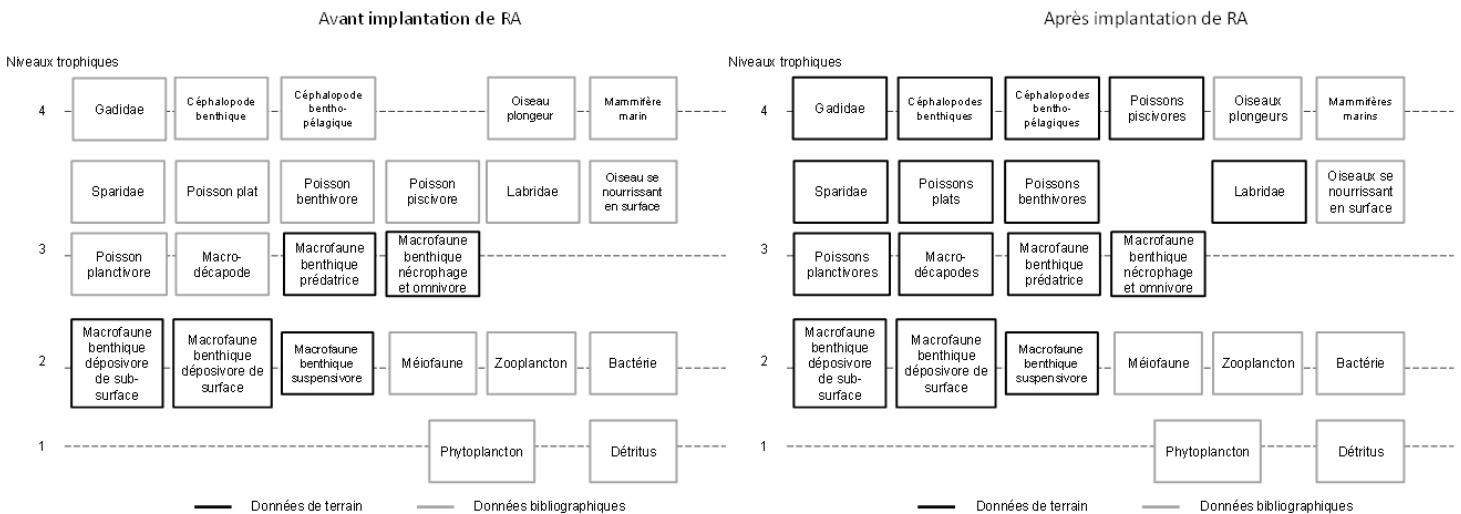 Avant implantation de RA
Niveaux trophiques
4
Gadidae
Céphalopode
benthique
Céphalopode
bentho-
pélagique
Oiseau
plongeur
Mammifère
marin
Sparidae
Poisson plat
Poisson
benthivore
Poisson
piscivore
Labridae
Oiseau se
nourrissant
en surface
3
Poisson
planctivore
Macro-
décapode
Macrofaune
benthique
prédatrice
Macrofaune
benthique
nécrophage
et omnivore
2
Macrofaune
benthique
déposivore
de sub-
surface
Macrofaune
benthique
déposivore de
surface
Macrofaune
benthique
suspensivore
Méiofaune
Zooplancton
Bactérie
1
Phytoplancton
Détritus
Données de terrain
Données bibliographiques
Après implantation de RA
Niveaux trophiques
4
Gadidae
Céphalopodes
benthiques
Céphalopodes
bentho-
pélagiques
Poissons
piscivores
Oiseaux
plongeurs
Mammifères
marins
Sparidae
Poissons
plats
Poissons
benthivores
Labridae
Oiseaux se
nourrissant
en surface
3
Poissons
planctivores
Macro-
décapodes
Macrofaune
benthique
prédatrice
Macrofaune
benthique
nécrophage
et omnivore
2
Macrofaune
benthique
déposivore
de sub-
surface
Macrofaune
benthique
déposivore de
surface
Macrofaune
benthique
suspensivore
Méiofaune
Zooplancton
Bactérie
1
Phytoplancton
Détritus
Données de terrain
Données bibliographiques